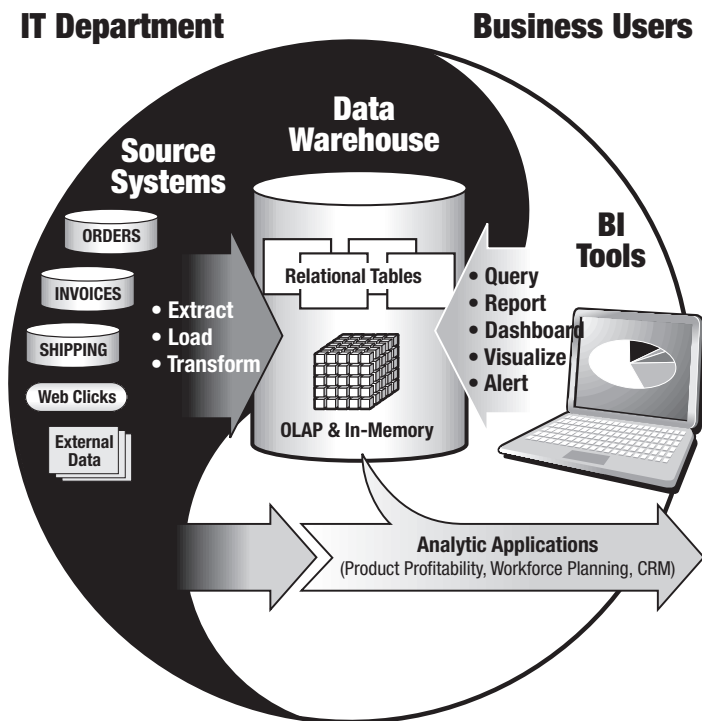 IT Department
Business Users
Data
Warehouse
Source
Systems
ORDERS
INVOICES
SHIPPING
Web Clicks
External
Data
• Extract
• Load
• Transform
Relational Tables
OLAP & In-Memory
• Query
• Report
• Dashboard
• Visualize
• Alert
BI
Tools
Analytic Applications
(Product Profitability, Workforce Planning, CRM)